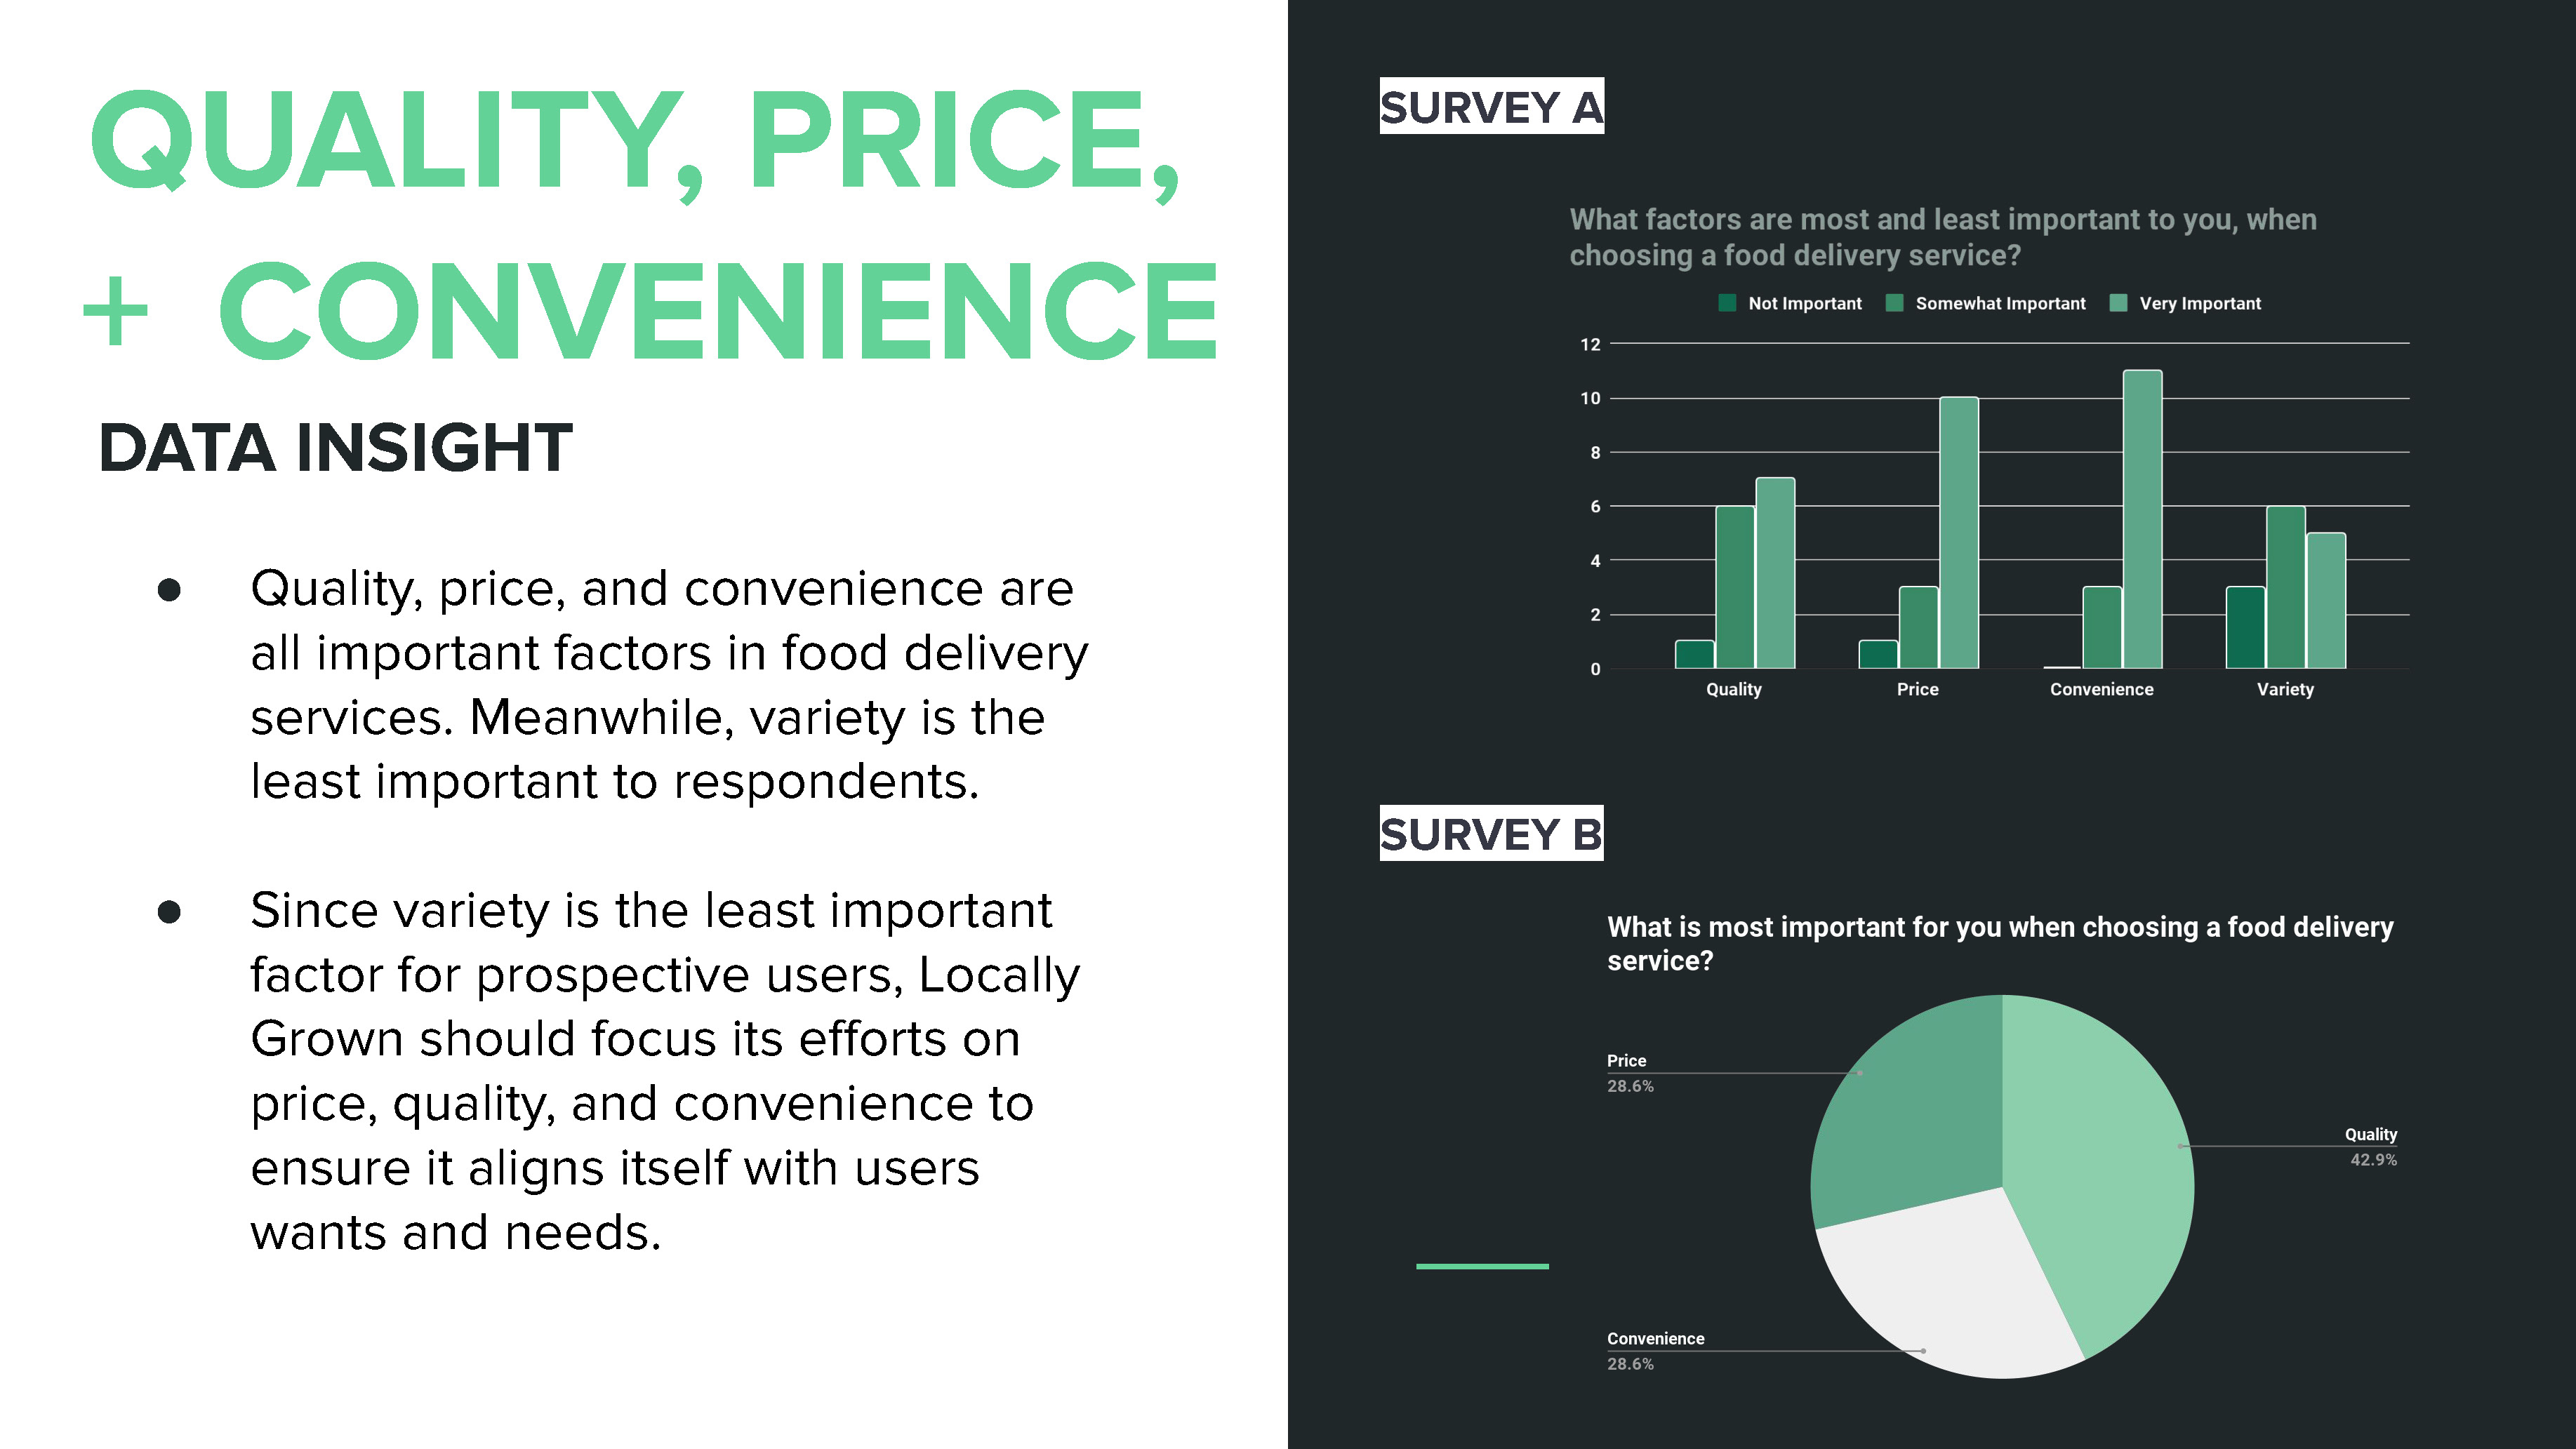 QUALITY, PRICE,
+ CONVENIENCE
DATA INSIGHT
● Quality, price, and convenience are
all important factors in food delivery
services. Meanwhile, variety is the
least important to respondents.
● Since variety is the least important
factor for prospective users, Locally
Grown should focus its efforts on
price, quality, and convenience to
ensure it aligns itself with users
wants and needs.
SURVEY A
What factors are most and least important to you, when
choosing a food delivery service?
Not Important Somewhat Important Very Important
12
10
8
6
4
2
0
Quality Price Convenience Variety
SURVEY B
What is most important for you when choosing a food delivery
service?
Price
28.6%
Quality
42.9%
Convenience
28.6%